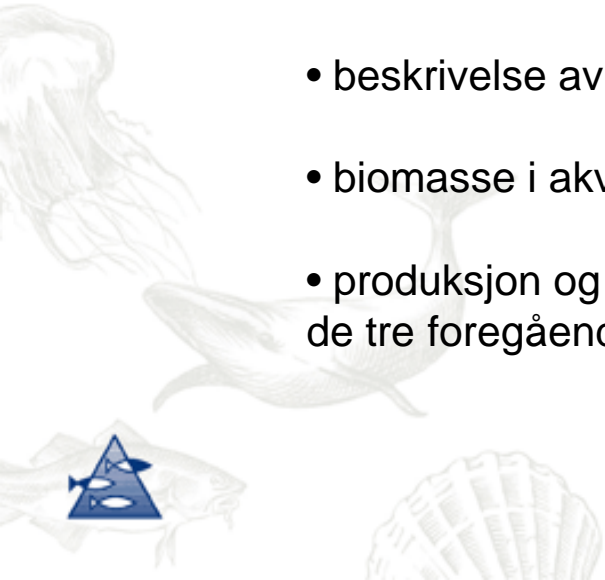 • beskrivelse av
• biomasse i akv
• produksjon og
de tre foregåend